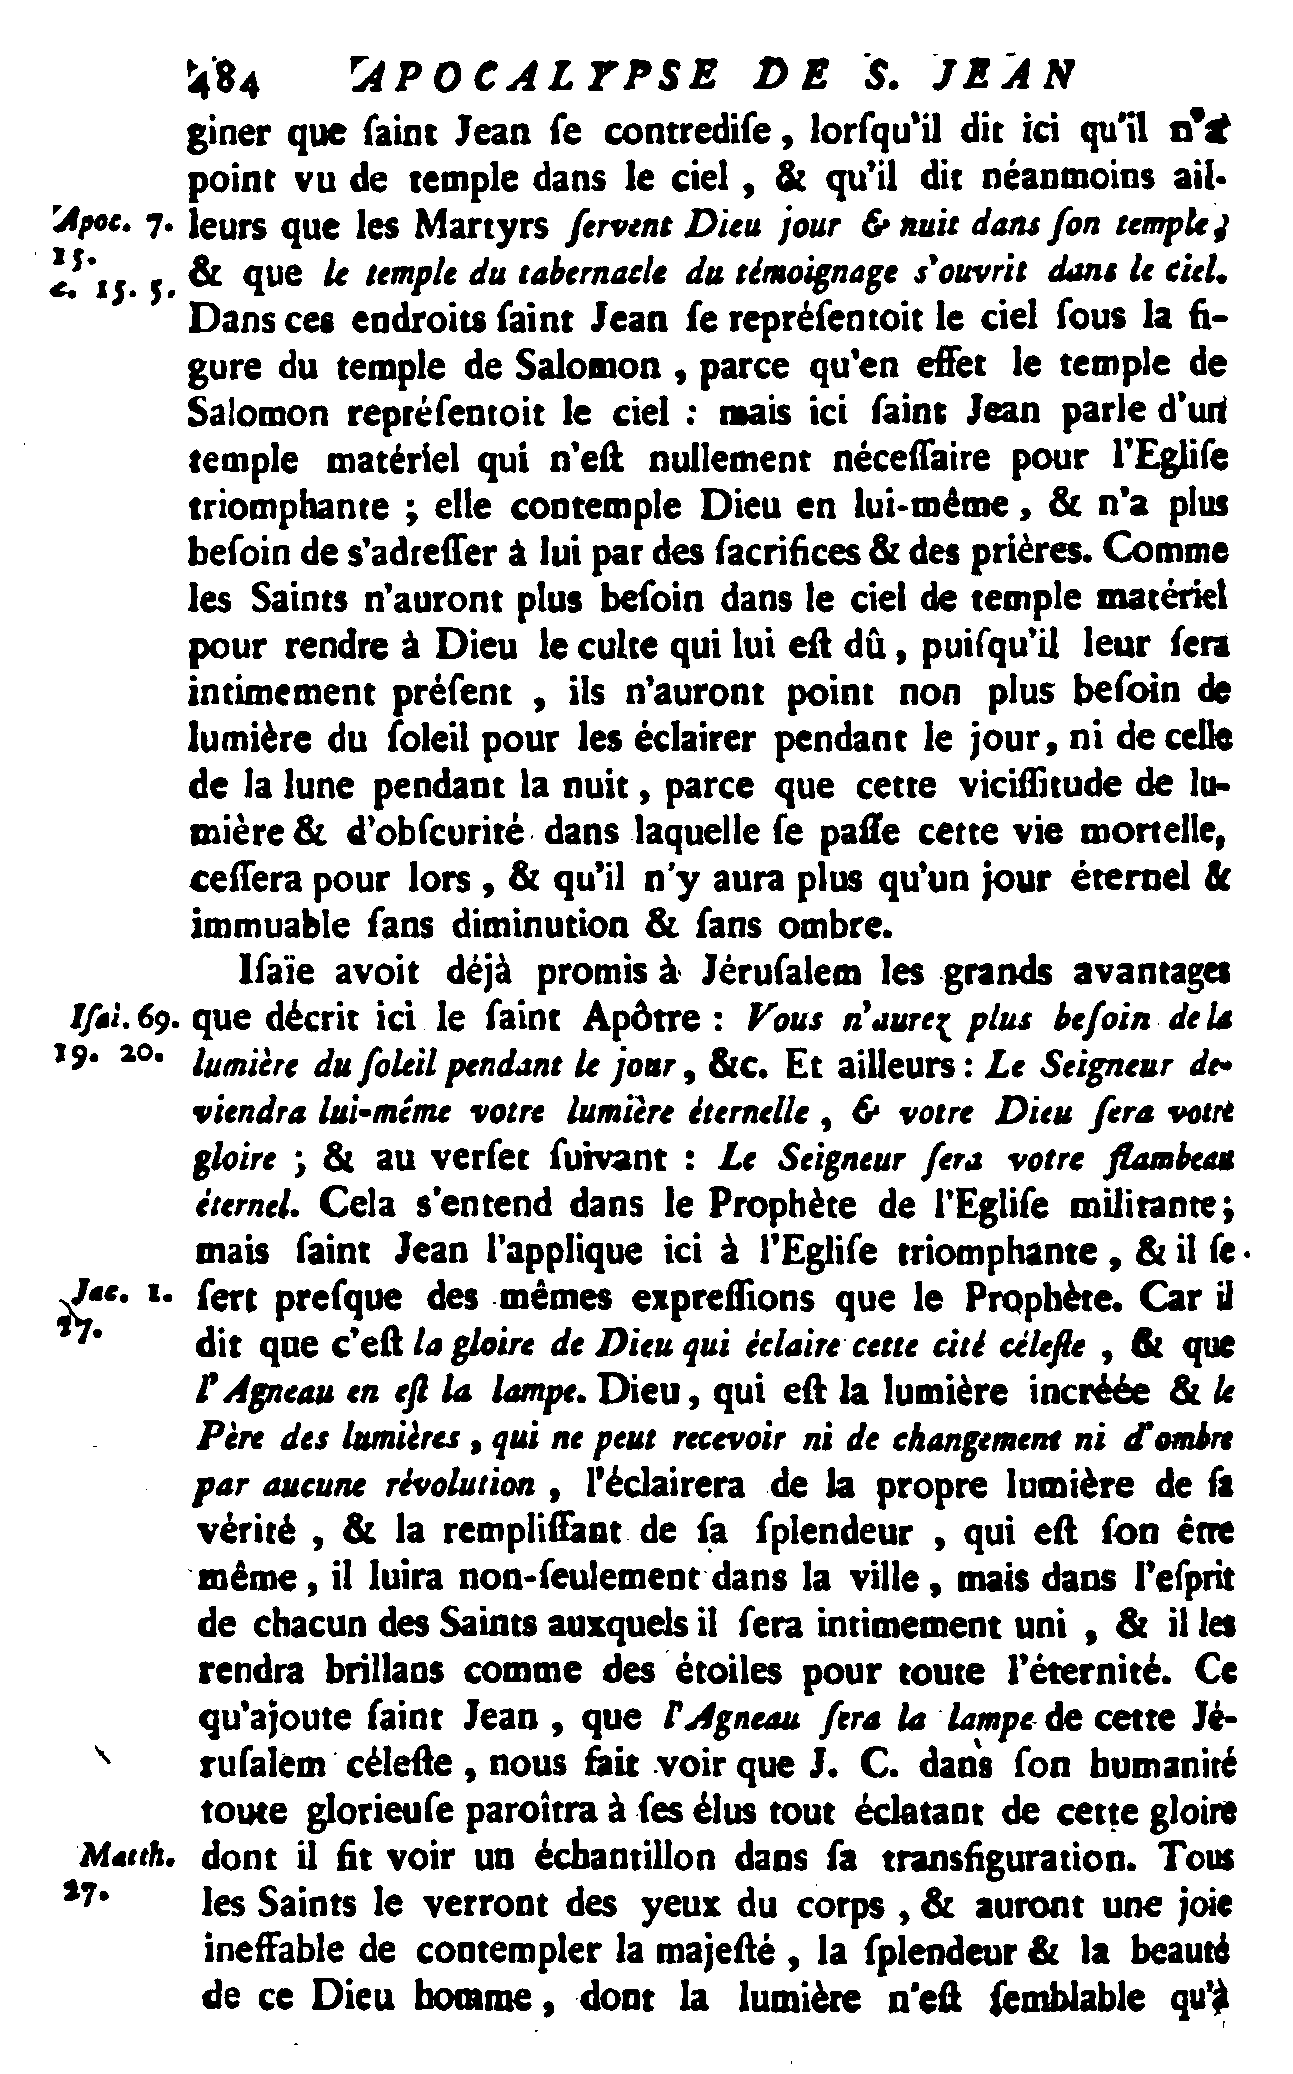 484 APOCALYPSE DE S. JEAN
giner que ſaint Jean ſe contrediſe, lorſqu'il dit ici qu'il n'a
point vu de temple dans le ciel, & qu'il dit néanmoins ail-
Apoc. 7. leurs que les Martyrs ſervent Dieu jour & nuit dans ſon temple;
15.
c. 15. 5. & que le temple du tabernacle du témoignage s'ouvrit dans le ciel.
Dans ces endroits ſaint Jean ſe repréſentoit le ciel ſous la fi-
gure du temple de Salomon, parce qu'en effet le temple de
Salomon repréſentoit le ciel : mais ici ſaint Jean parle d'un
temple matériel qui n'eſt nullement néceſſaire pour l'Egliſe
triomphante ; elle contemple Dieu en lui-même, & n'a plus
beſoin de s'adreſſer à lui par des ſacrifices & des prières. Comme
les Saints n'auront plus beſoin dans le ciel de temple matériel
pour rendre à Dieu le culte qui lui eſt dû, puiſqu'il leur ſera
intimement préſent, ils n'auront point non plus beſoin de
lumière du ſoleil pour les éclairer pendant le jour, ni de celle
de la lune pendant la nuit, parce que cette viciſſitude de lu-
mière & d'obſcurité dans laquelle ſe paſſe cette vie mortelle,
ceſſera pour lors, & qu'il n'y aura plus qu'un jour éternel &
immuable ſans diminution & ſans ombre.
Iſaïe avoit déjà promis à Jéruſalem les grands avantages
Iſai. 69. que décrit ici le ſaint Apôtre : Vous n'aurez plus beſoin de la
19. 20. lumière du ſoleil pendant le jour, &c. Et ailleurs : Le Seigneur de-
viendra lui-même votre lumière éternelle, & votre Dieu ſera votre
gloire ; & au verſet ſuivant : Le Seigneur ſera votre flambeau
éternel. Cela s'entend dans le Prophète de l'Egliſe militante;
mais ſaint Jean l'applique ici à l'Egliſe triomphante, & il ſe
Jac. 1. ſert preſque des mêmes expreſſions que le Prophète. Car il
17. dit que c'eſt la gloire de Dieu qui éclaire cette cité céleſte, & que
l'Agneau en eſt la lampe. Dieu, qui eſt la lumière incréée & le
Père des lumières, qui ne peut recevoir ni de changement ni d'ombre
par aucune révolution, l'éclairera de la propre lumière de ſa
vérité, & la rempliſſant de ſa ſplendeur, qui eſt ſon être
même, il luira non-ſeulement dans la ville, mais dans l'eſprit
de chacun des Saints auxquels il ſera intimement uni, & il les
rendra brillans comme des étoiles pour toute l'éternité. Ce
qu'ajoute ſaint Jean, que l'Agneau ſera la lampe de cette Jé-
ruſalem céleſte, nous fait voir que J. C. dans ſon humanité
toute glorieuſe paroîtra à ſes élus tout éclatant de cette gloire
Matth. dont il fit voir un échantillon dans ſa transfiguration. Tous
27. les Saints le verront des yeux du corps, & auront une joie
ineffable de contempler la majeſté, la ſplendeur & la beauté
de ce Dieu homme, dont la lumière n'eſt ſemblable qu'à